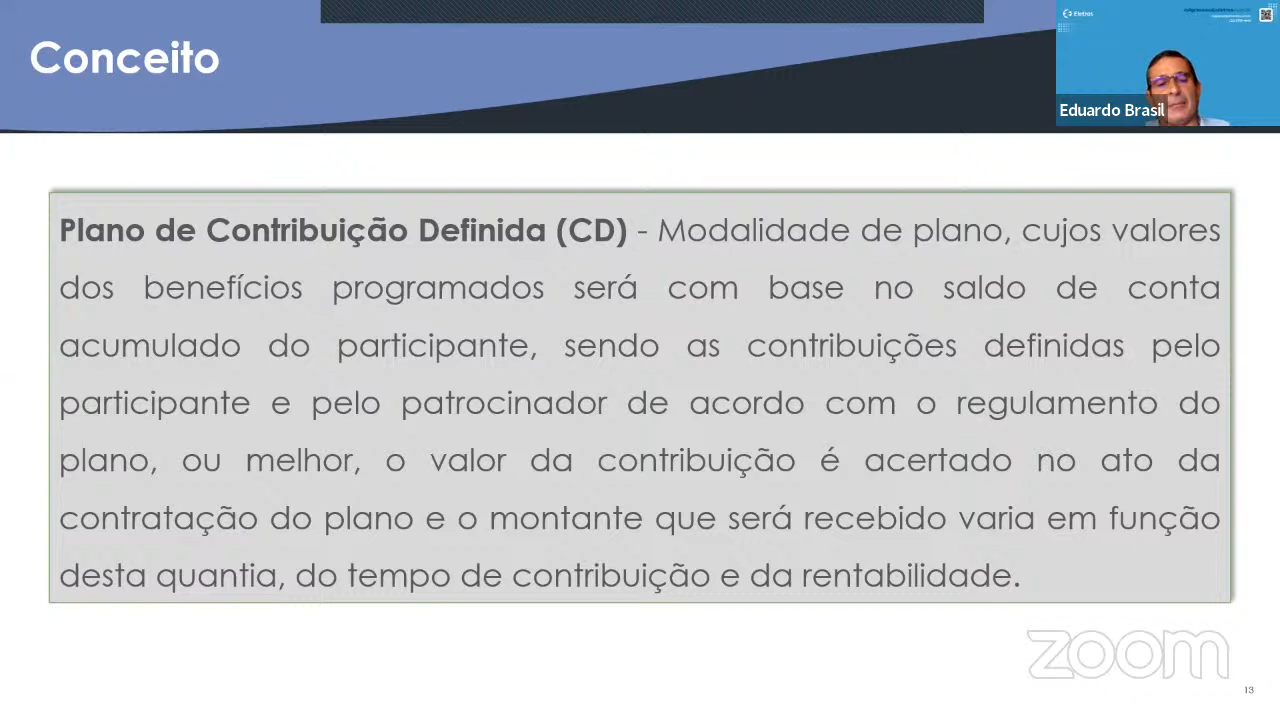 Conceito
Eletros
Eduardo Brasil
Plano de Contribuição Definida (CD) - Modalidade de plano, cujos valores
dos benefícios programados será com base no saldo de conta
acumulado do participante, sendo as contribuições definidas pelo
participante e pelo patrocinador de acordo com o regulamento do
plano, ou melhor, o valor da contribuição é acertado no ato da
contratação do plano e o montante que será recebido varia em função
desta quantia, do tempo de contribuição e da rentabilidade.
zoom
13